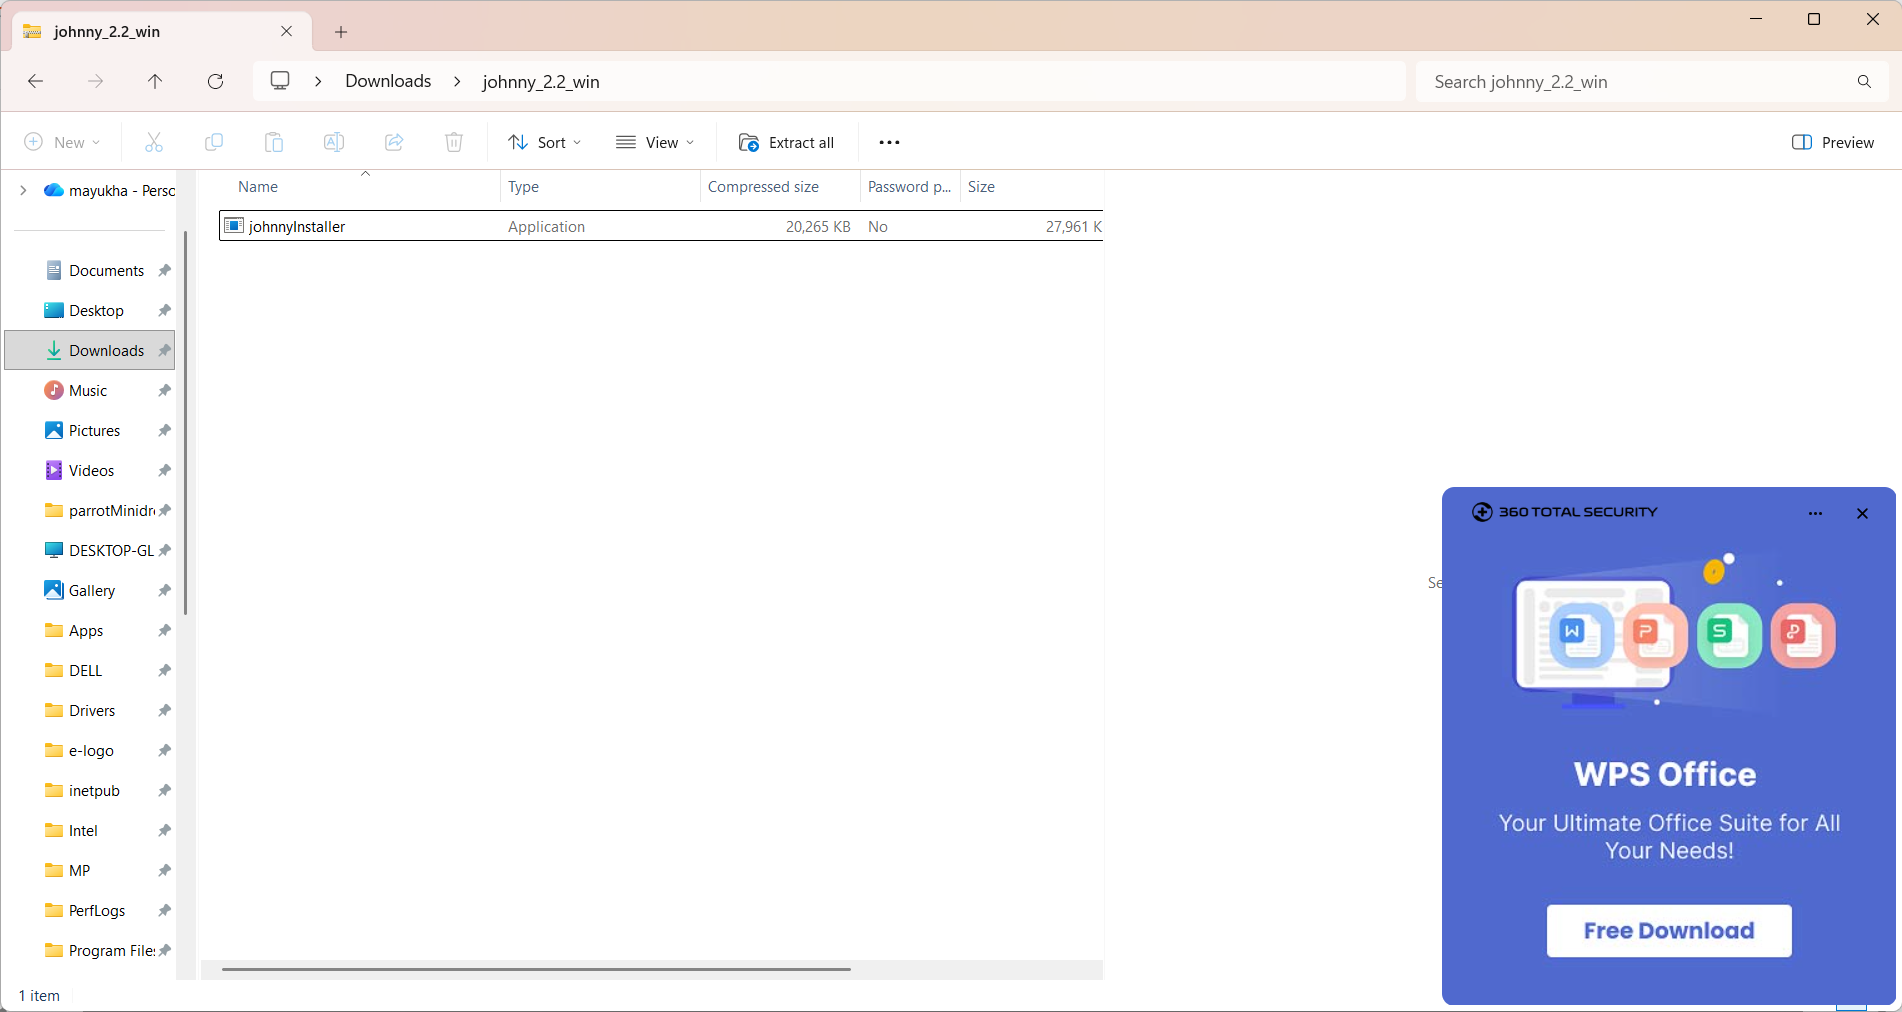 johnny_2.2_win
Downloads
johnny_2.2_win
Search johnny_2.2_win
New
Sort
View
Extract all
Preview
mayukha - Perso
Name
Type
Compressed size
Password p...
Size
johnnyInstaller
Application
20,265 KB
No
27,961 K
Documents
Desktop
Downloads
Music
Pictures
Videos
parrotMinidr
DESKTOP-GL
Gallery
Apps
DELL
Drivers
e-logo
inetpub
Intel
MP
PerfLogs
Program File
1 item
Se
360 TOTAL SECURITY
W
P
S
WPS Office
Your Ultimate Office Suite for All
Your Needs!
Free Download